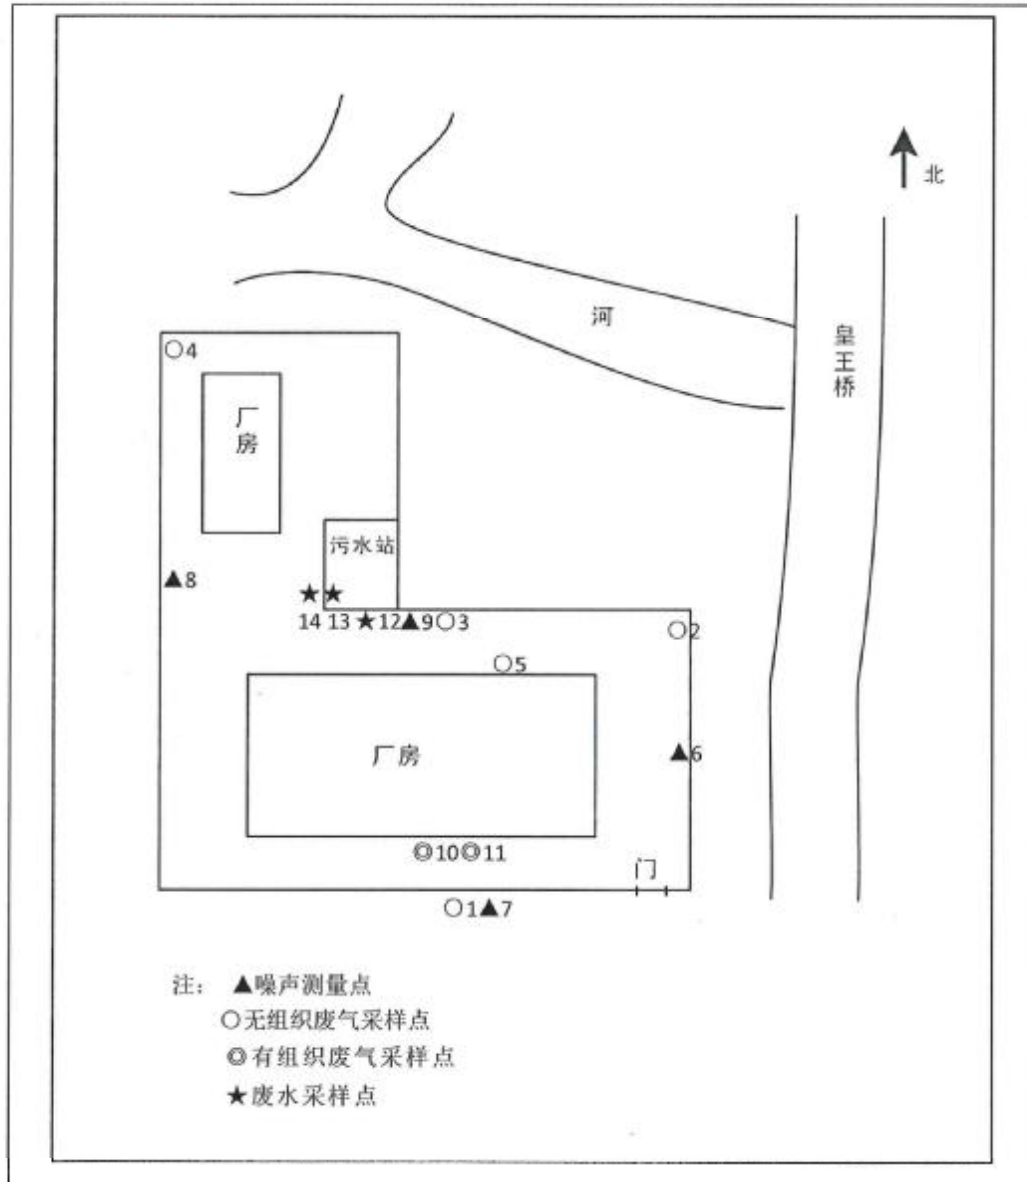 北
河
皇王桥
○4
厂房
污水站
▲8
★★
14 13 ★12▲9○3
○2
○5
厂房
▲6
◎10◎11
门
○1▲7
注： ▲噪声测量点
○无组织废气采样点
◎有组织废气采样点
★废水采样点